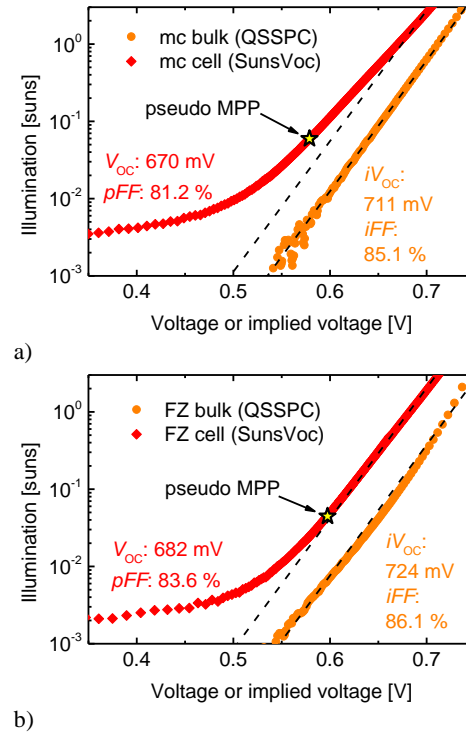 10⁰
10⁻¹
10⁻²
10⁻³
Illumination [suns]
mc bulk (QSSPC)
mc cell (SunsVoc)
pseudo MPP
V_OC: 670 mV
pFF: 81.2 %
iV_OC:
711 mV
iFF:
85.1 %
0.4 0.5 0.6 0.7
Voltage or implied voltage [V]
a)
10⁰
10⁻¹
10⁻²
10⁻³
Illumination [suns]
FZ bulk (QSSPC)
FZ cell (SunsVoc)
pseudo MPP
V_OC: 682 mV
pFF: 83.6 %
iV_OC:
724 mV
iFF:
86.1 %
0.4 0.5 0.6 0.7
Voltage or implied voltage [V]
b)